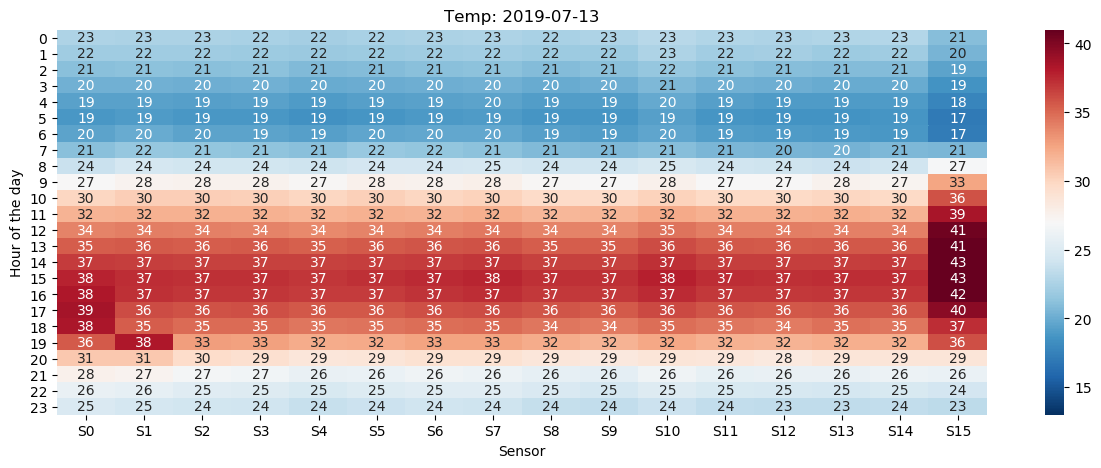 Temp: 2019-07-13
0 23 23 23 22 22 22 23 23 22 23 23 23 23 23 23 21
1 22 22 22 22 22 22 22 22 22 22 23 22 22 22 22 20
2 21 21 21 21 21 21 21 21 21 21 22 21 21 21 21 19
3 20 20 20 20 20 20 20 20 20 20 21 20 20 20 20 19
4 19 19 19 19 19 19 19 20 19 19 20 19 19 19 19 18
5 19 19 19 19 19 19 19 19 19 19 19 19 19 19 19 17
6 20 20 20 19 19 20 20 20 19 19 20 19 19 19 19 17
7 21 22 21 21 21 22 22 21 21 21 21 21 20 20 21 21
8 24 24 24 24 24 24 24 25 24 24 25 24 24 24 24 27
9 27 28 28 28 27 28 28 28 27 27 28 27 27 28 27 33
10 30 30 30 30 30 30 30 30 30 30 30 30 30 30 30 36
11 32 32 32 32 32 32 32 32 32 32 32 32 32 32 32 39
12 34 34 34 34 34 34 34 34 34 34 35 34 34 34 34 41
13 35 36 36 36 35 36 36 36 35 35 36 36 36 36 36 41
14 37 37 37 37 37 37 37 37 37 37 37 37 37 37 37 43
15 38 37 37 37 37 37 37 38 37 37 38 37 37 37 37 43
16 38 37 37 37 37 37 37 37 37 37 37 37 37 37 37 42
17 39 36 36 36 36 36 36 36 36 36 36 36 36 36 36 40
18 38 35 35 35 35 35 35 35 34 34 35 35 34 35 35 37
19 36 38 33 33 32 32 33 33 32 32 32 32 32 32 32 36
20 31 31 30 29 29 29 29 29 29 29 29 29 28 29 29 29
21 28 27 27 27 26 26 26 26 26 26 26 26 26 26 26 26
22 26 26 25 25 25 25 25 25 25 25 25 25 25 25 25 24
23 25 25 24 24 24 24 24 24 24 24 24 24 23 23 24 23
S0 S1 S2 S3 S4 S5 S6 S7 S8 S9 S10 S11 S12 S13 S14 S15
Sensor
Hour of the day
40
35
30
25
20
15